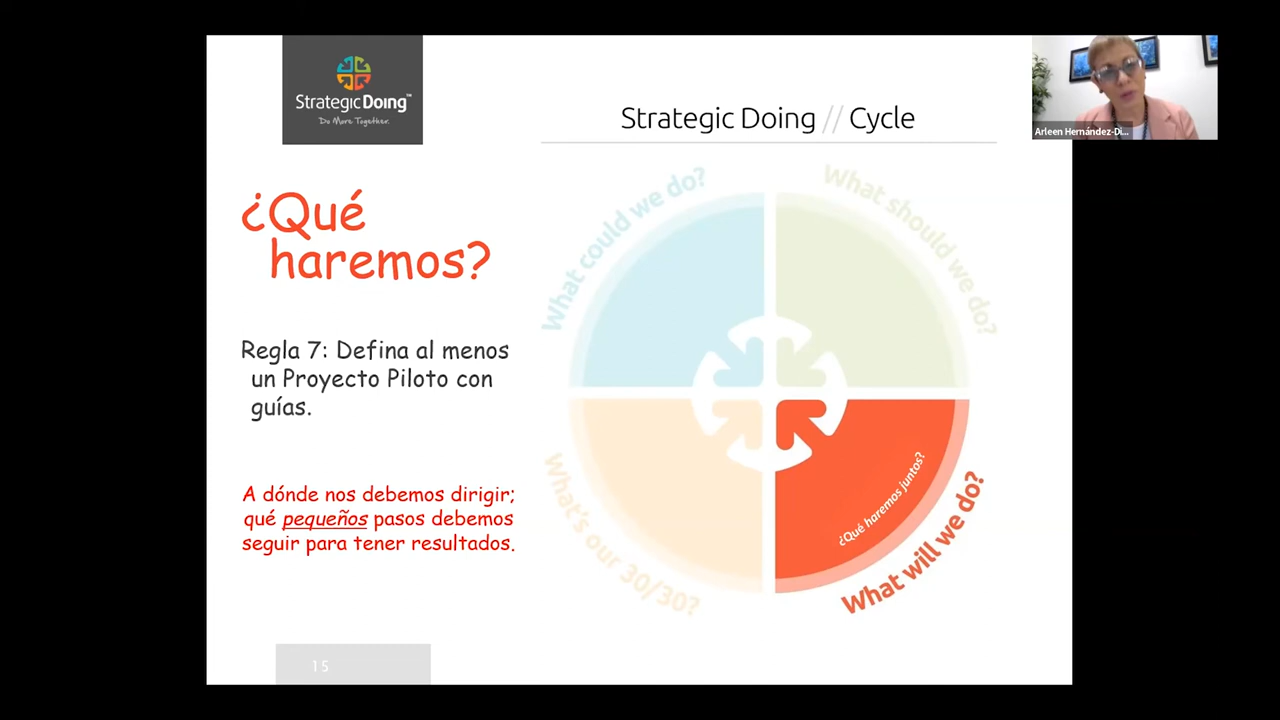 Strategic Doing™
Do More Together.
Strategic Doing // Cycle
Arleen Hernández-Di...
¿Qué
haremos?
Regla 7: Defina al menos
un Proyecto Piloto con
guías.
A dónde nos debemos dirigir;
qué pequeños pasos debemos
seguir para tener resultados.
What could we do?
What should we do?
What's our 30/30?
¿Qué haremos juntos?
What will we do?
15